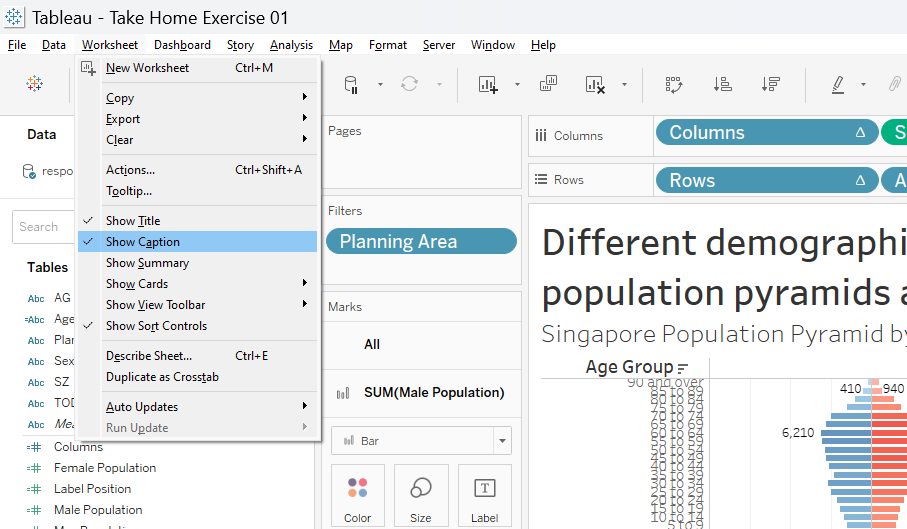 Tableau - Take Home Exercise 01
File Data Worksheet Dashboard Story Analysis Map Format Server Window Help
New Worksheet Ctrl+M
Copy
Export
Clear
Actions... Ctrl+Shift+A
Tooltip...
Show Title
Show Caption
Show Summary
Show Cards
Show View Toolbar
Show Sort Controls
Describe Sheet... Ctrl+E
Duplicate as Crosstab
Auto Updates
Run Update
Data
respo
Search
Tables
Abc AG
=Abc Age
Abc Plan
Abc Sex
Abc SZ
Abc TOD
Abc Mea
Columns
Female Population
Label Position
Male Population
Pages
Filters
Planning Area
Marks
All
SUM(Male Population)
Bar
Color Size Label
Columns Columns S
Rows Rows A
Different demographi
population pyramids a
Singapore Population Pyramid by
Age Group
90 and over
85 to 89 410 940
80 to 84
75 to 79
70 to 74
65 to 69
60 to 64 6,210
55 to 59
50 to 54
45 to 49
40 to 44
35 to 39
30 to 34
25 to 29
20 to 24
15 to 19
10 to 14